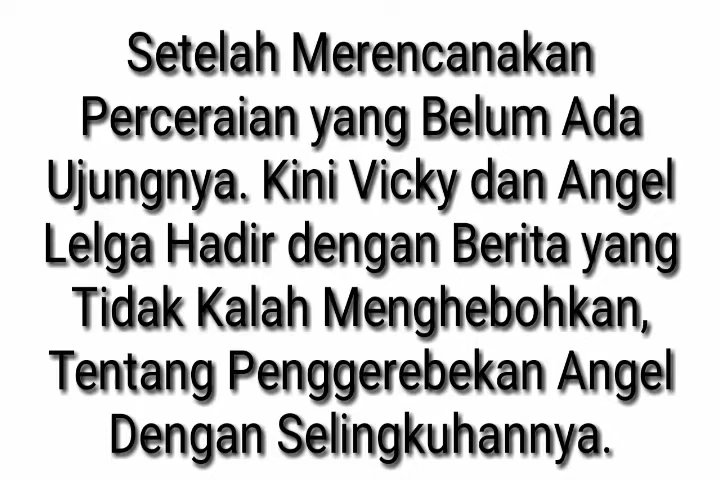 Setelah Merencanakan
Perceraian yang Belum Ada
Ujungnya. Kini Vicky dan Angel
Lelga Hadir dengan Berita yang
Tidak Kalah Menghebohkan,
Tentang Penggerebekan Angel
Dengan Selingkuhannya.